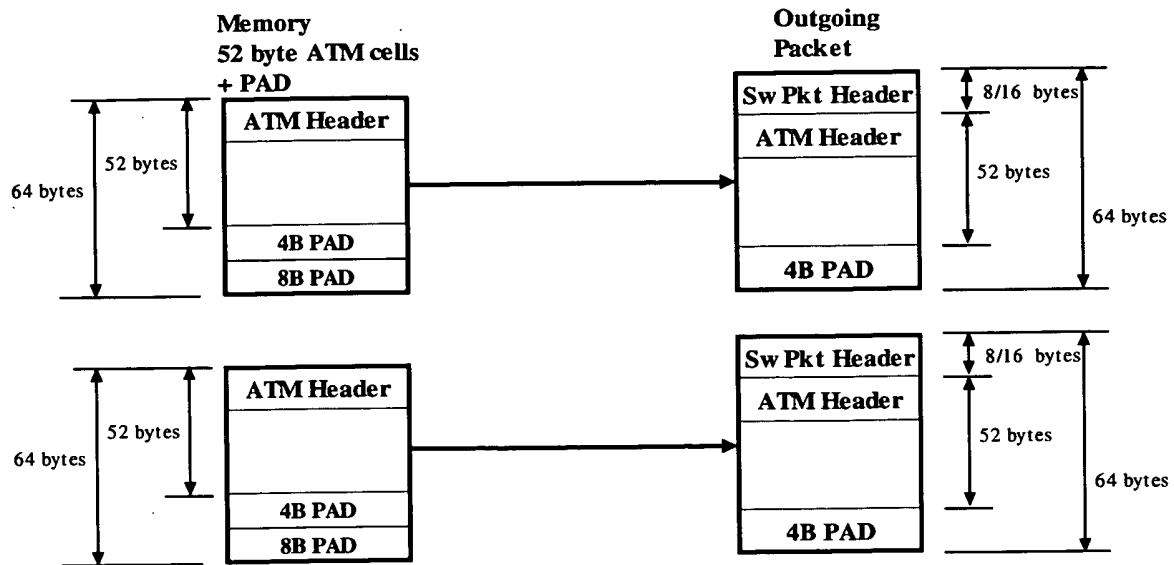 Memory
52 byte ATM cells
+ PAD
Outgoing
Packet
ATM Header
4B PAD
8B PAD
52 bytes
64 bytes
Sw Pkt Header
ATM Header
4B PAD
8/16 bytes
52 bytes
64 bytes
ATM Header
4B PAD
8B PAD
52 bytes
64 bytes
Sw Pkt Header
ATM Header
4B PAD
8/16 bytes
52 bytes
64 bytes